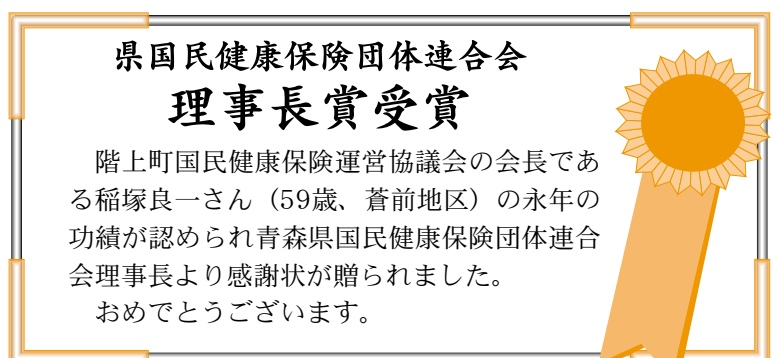 県国民健康保険団体連合会
理事長賞受賞
　階上町国民健康保険運営協議会の会長であ
る稲塚良一さん（59歳、蒼前地区）の永年の
功績が認められ青森県国民健康保険団体連合
会理事長より感謝状が贈られました。
　おめでとうございます。